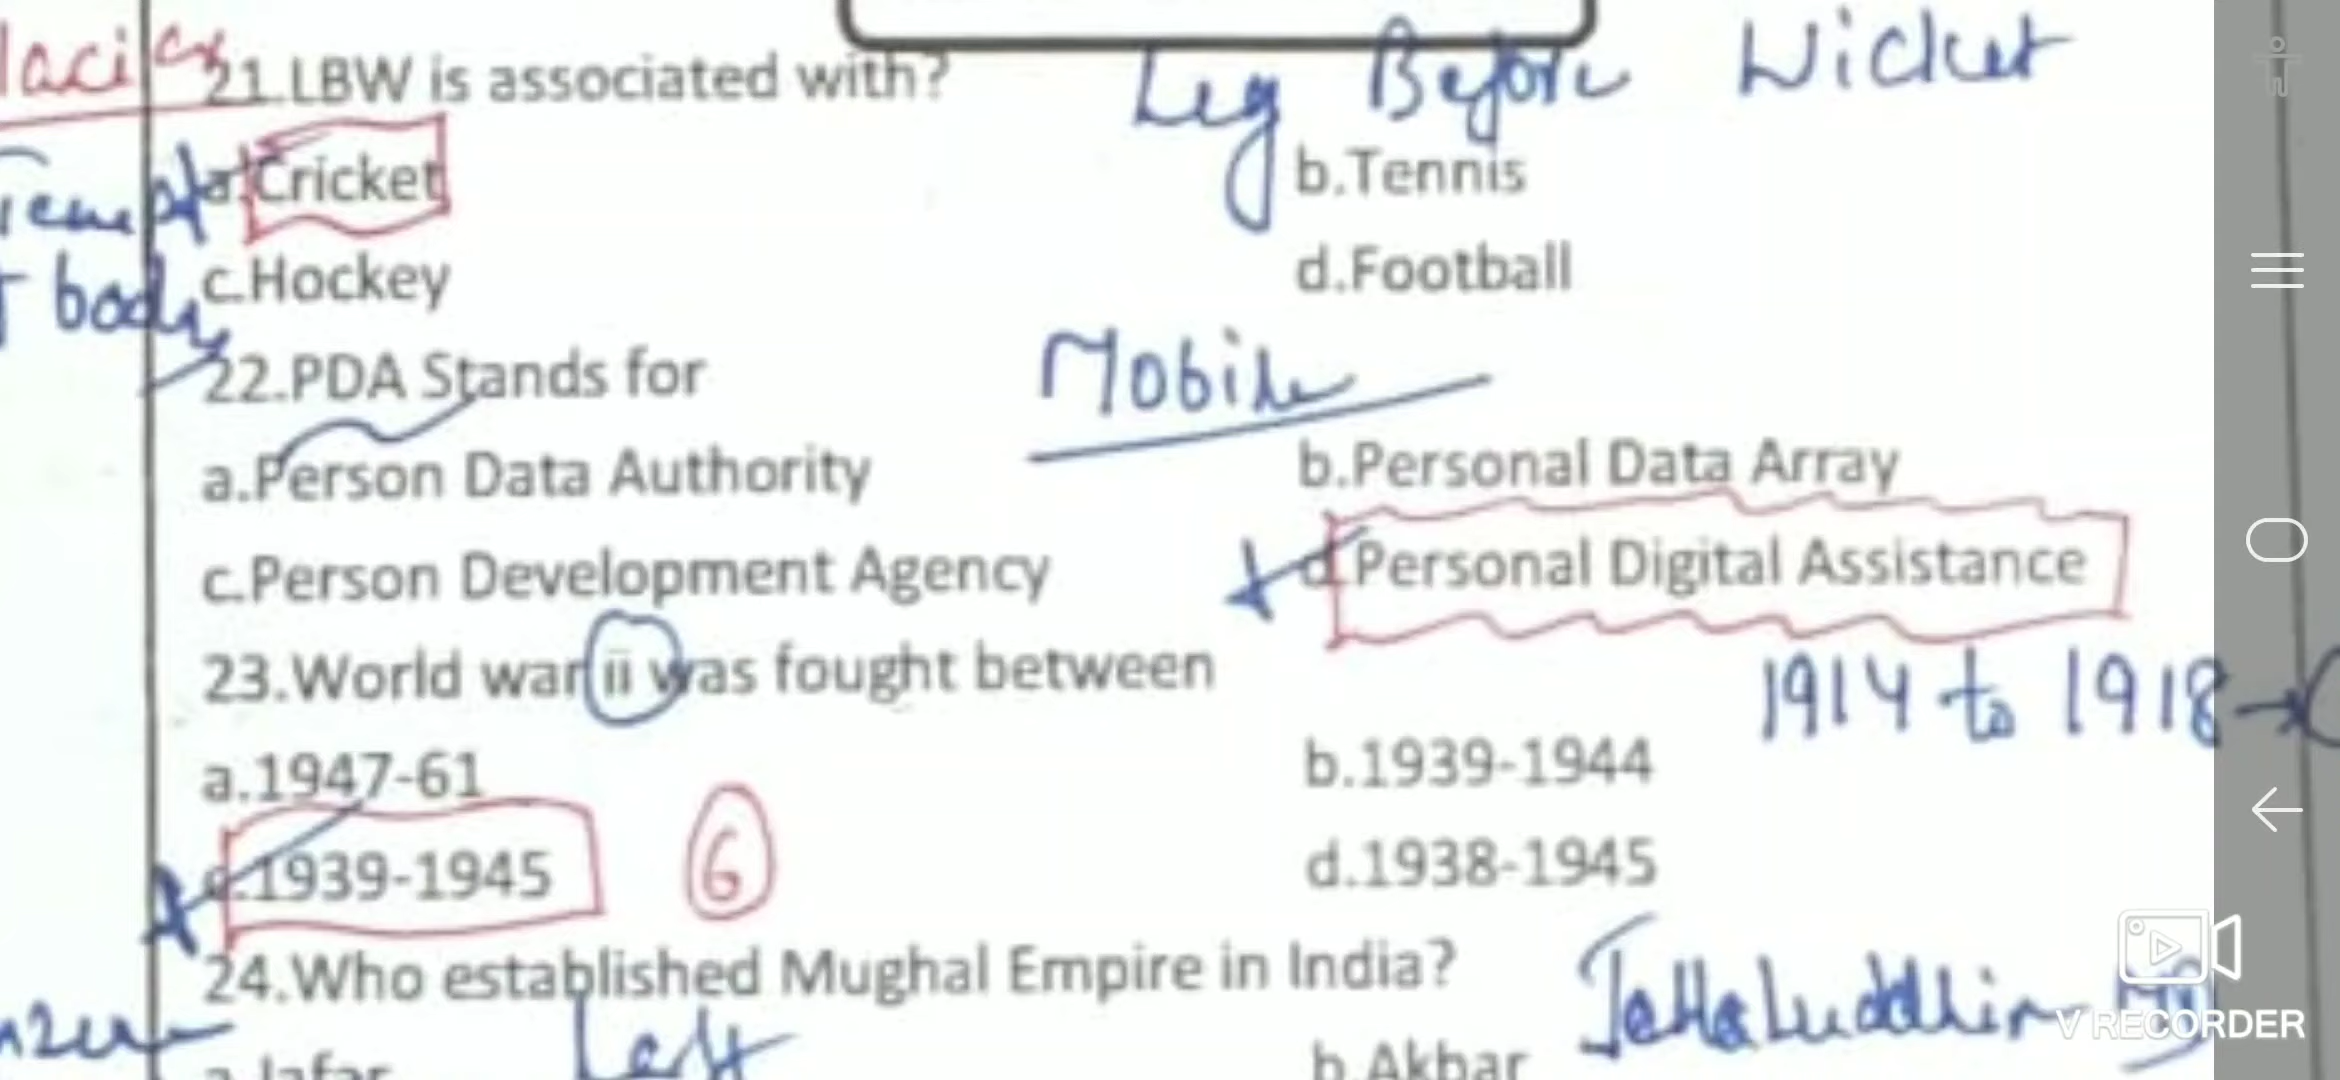 21.LBW is associated with? Leg Before Wicket
a.Cricket b.Tennis
c.Hockey d.Football
body
22.PDA Stands for Mobile
a.Person Data Authority b.Personal Data Array
c.Person Development Agency d.Personal Digital Assistance
23.World war ii was fought between 1914 to 1918
a.1947-61 b.1939-1944
c.1939-1945 6 d.1938-1945
24.Who established Mughal Empire in India?
V RECORDER
b.Akbar